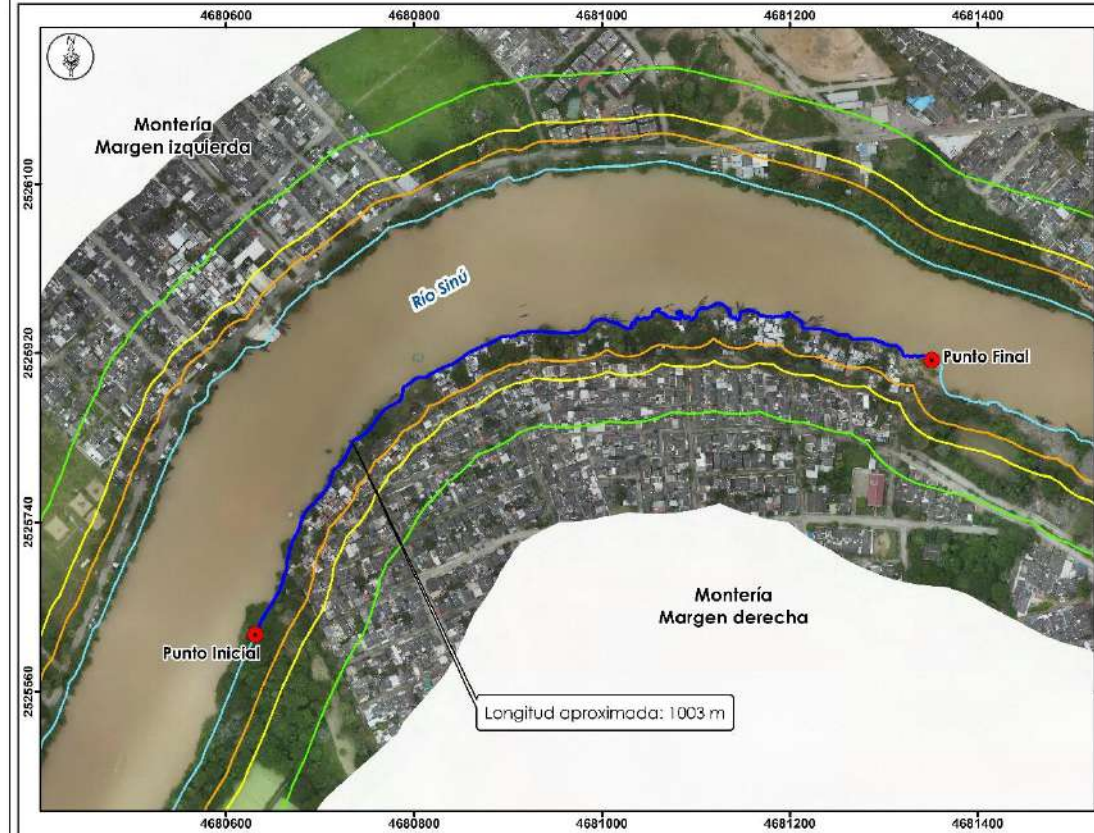 4680600 4680800 4681000 4681200 4681400
N
Montería
Margen izquierda
2526100
Río Sinú
2525920
Punto Final
2525740
Montería
Margen derecha
Punto Inicial
2525560
Longitud aproximada: 1003 m
4680600 4680800 4681000 4681200 4681400